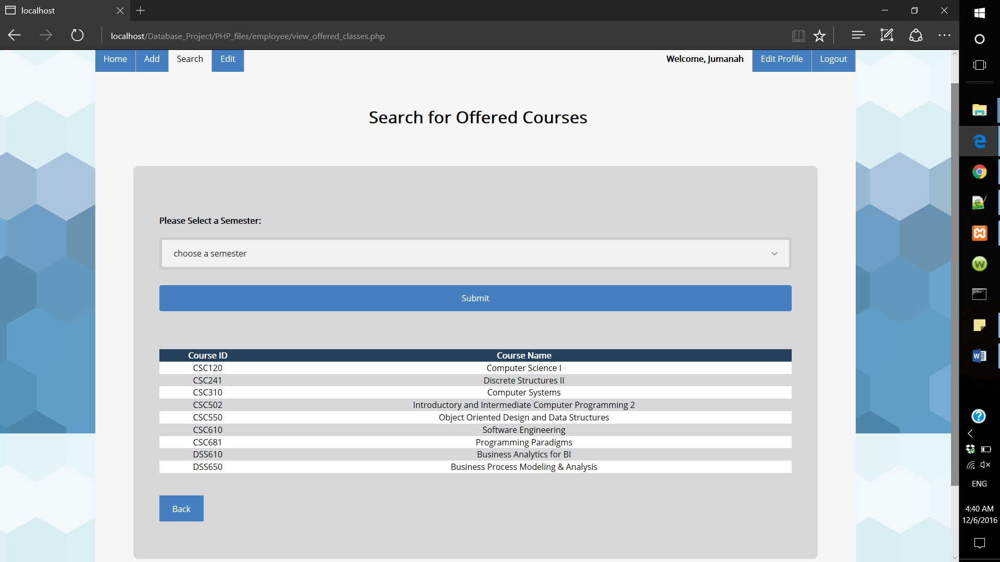 localhost
localhost/Database_Project/PHP_files/employee/view_offered_classes.php
Home Add Search Edit Welcome, Jumanah Edit Profile Logout
Search for Offered Courses
Please Select a Semester:
choose a semester
Submit
Course ID Course Name
CSC120 Computer Science I
CSC241 Discrete Structures II
CSC310 Computer Systems
CSC502 Introductory and Intermediate Computer Programming 2
CSC550 Object Oriented Design and Data Structures
CSC610 Software Engineering
CSC681 Programming Paradigms
DSS610 Business Analytics for BI
DSS650 Business Process Modeling & Analysis
Back
ENG
4:40 AM
12/6/2016